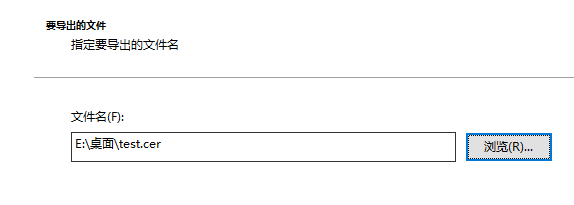 要导出的文件
指定要导出的文件名
文件名(F):
E:\桌面\test.cer
浏览(R)...